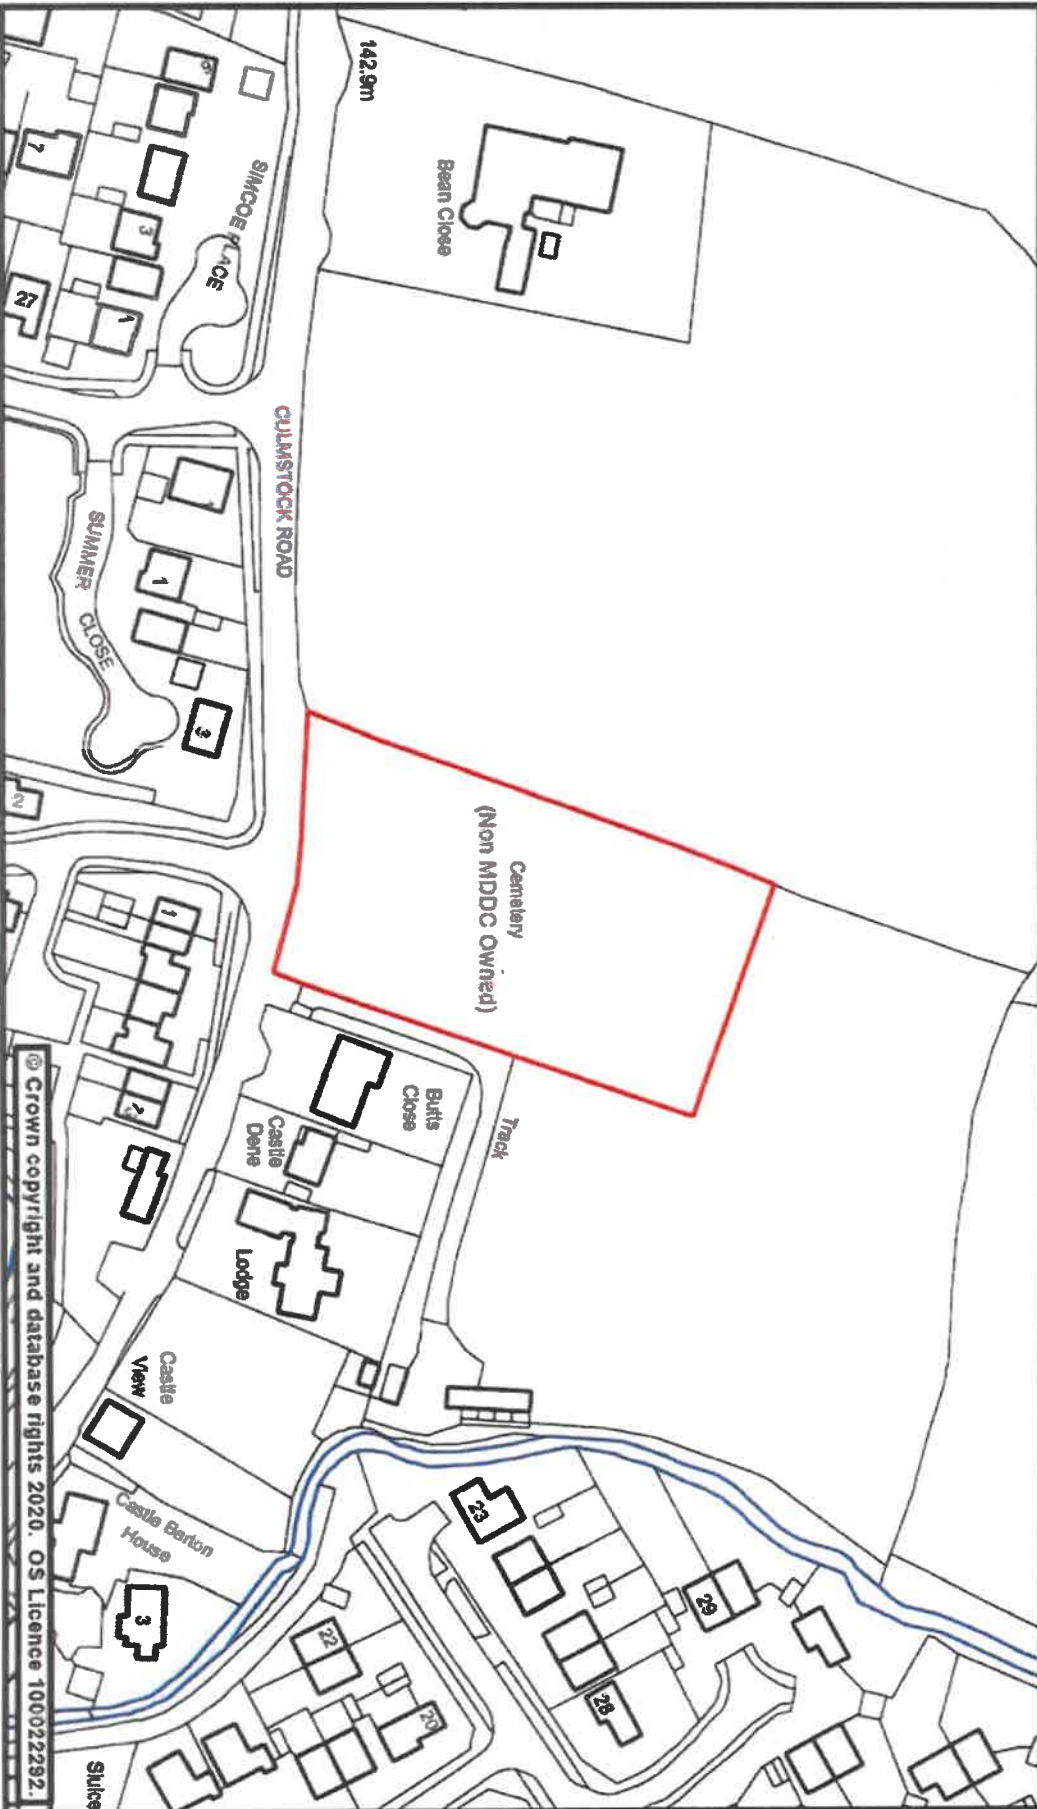 142.9m
Bean Close
SIMCOE PLACE
6
7
3
1
27
CULMSTOCK ROAD
SUMMER CLOSE
1
3
2
Cemetery
(Non MDDC Owned)
Track
Butts
Close
Castle
Dene
Lodge
1
Castle
View
Castle Barton
House
3
23
29
28
22
20
Sluice
© Crown copyright and database rights 2020. OS Licence 100022292.